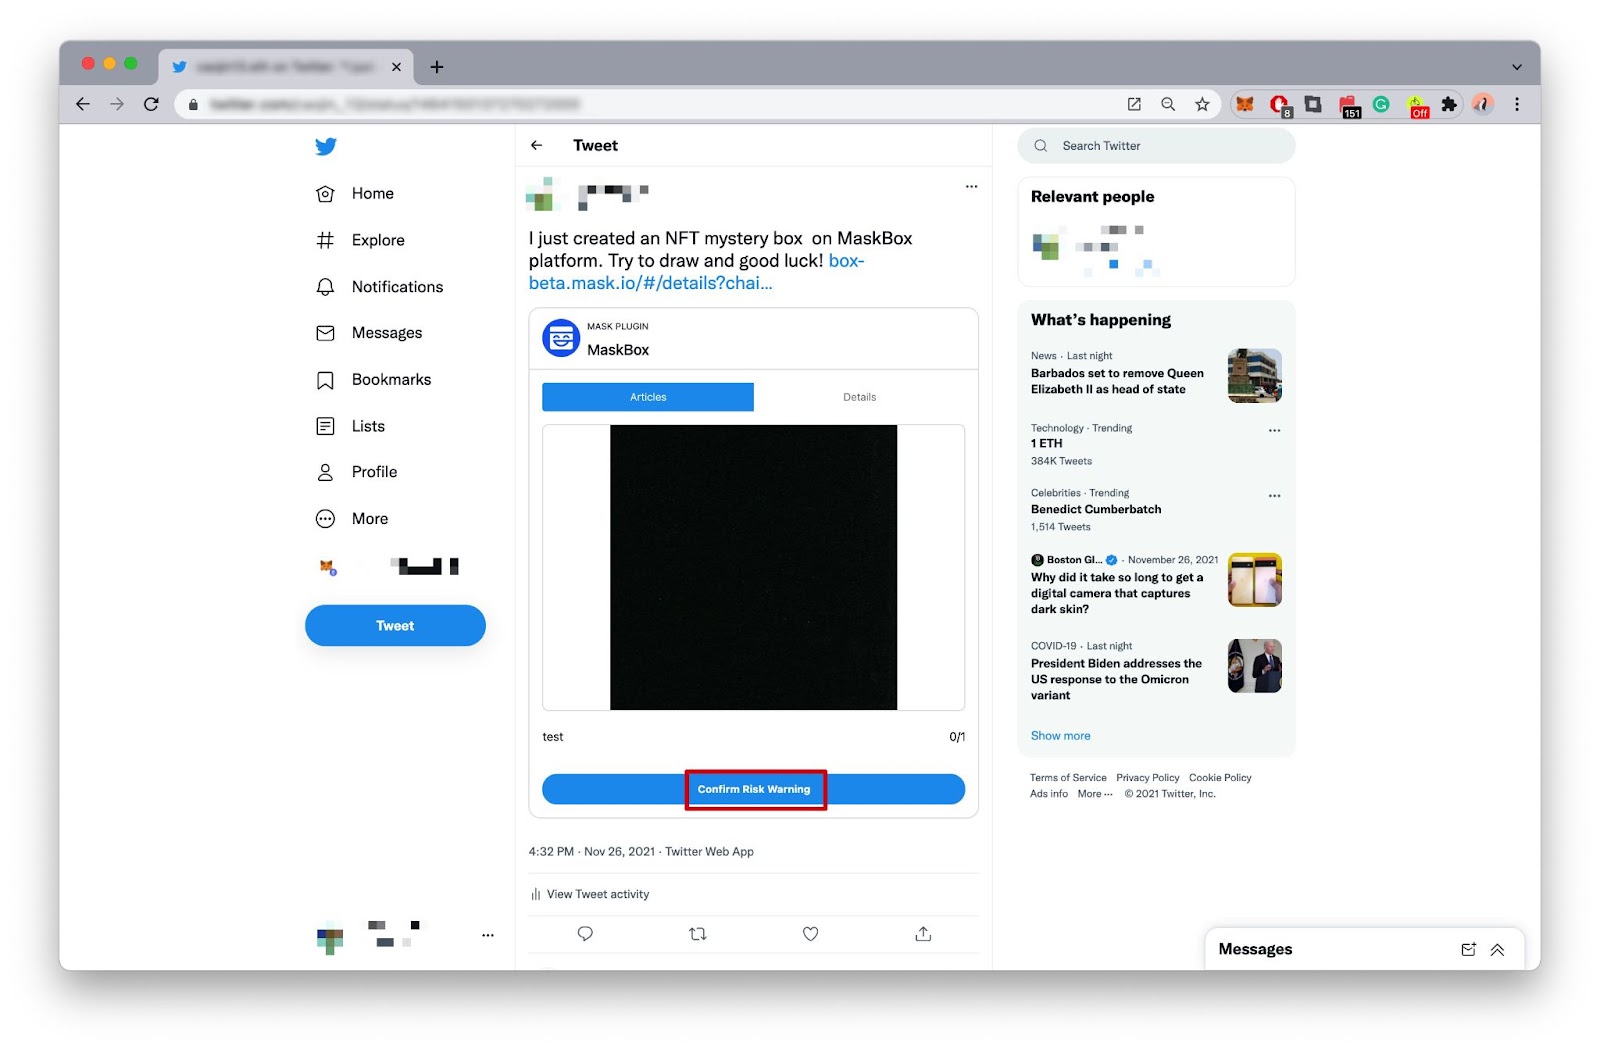 8
151
Off
Home
Explore
Notifications
Messages
Bookmarks
Lists
Profile
More
Tweet
Tweet
I just created an NFT mystery box on MaskBox
platform. Try to draw and good luck! box-
beta.mask.io/#/details?chai...
MASK PLUGIN
MaskBox
Articles
Details
test
0/1
Confirm Risk Warning
4:32 PM · Nov 26, 2021 · Twitter Web App
View Tweet activity
Search Twitter
Relevant people
What's happening
News · Last night
Barbados set to remove Queen
Elizabeth II as head of state
Technology · Trending
1 ETH
384K Tweets
Celebrities · Trending
Benedict Cumberbatch
1,514 Tweets
Boston Gl... · November 26, 2021
Why did it take so long to get a
digital camera that captures
dark skin?
COVID-19 · Last night
President Biden addresses the
US response to the Omicron
variant
Show more
Terms of Service Privacy Policy Cookie Policy
Ads info More ··· © 2021 Twitter, Inc.
Messages